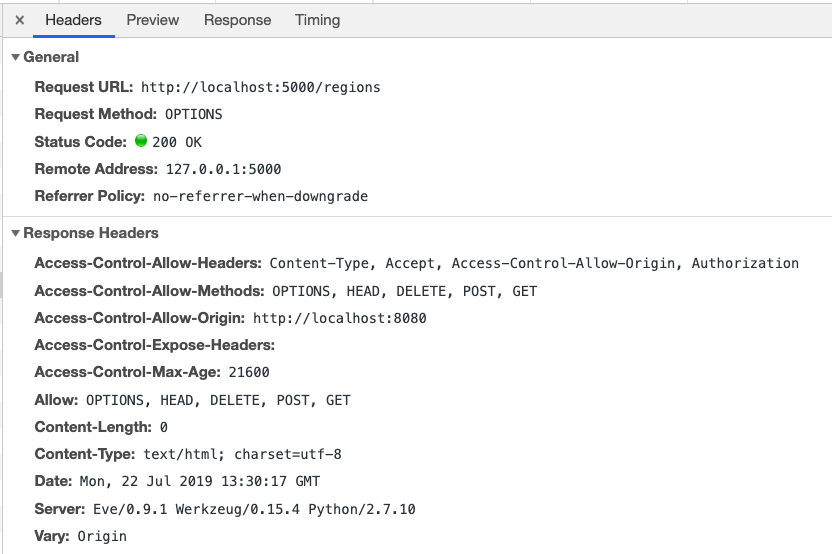 × Headers Preview Response Timing
▼ General
Request URL: http://localhost:5000/regions
Request Method: OPTIONS
Status Code: 200 OK
Remote Address: 127.0.0.1:5000
Referrer Policy: no-referrer-when-downgrade
▼ Response Headers
Access-Control-Allow-Headers: Content-Type, Accept, Access-Control-Allow-Origin, Authorization
Access-Control-Allow-Methods: OPTIONS, HEAD, DELETE, POST, GET
Access-Control-Allow-Origin: http://localhost:8080
Access-Control-Expose-Headers:
Access-Control-Max-Age: 21600
Allow: OPTIONS, HEAD, DELETE, POST, GET
Content-Length: 0
Content-Type: text/html; charset=utf-8
Date: Mon, 22 Jul 2019 13:30:17 GMT
Server: Eve/0.9.1 Werkzeug/0.15.4 Python/2.7.10
Vary: Origin